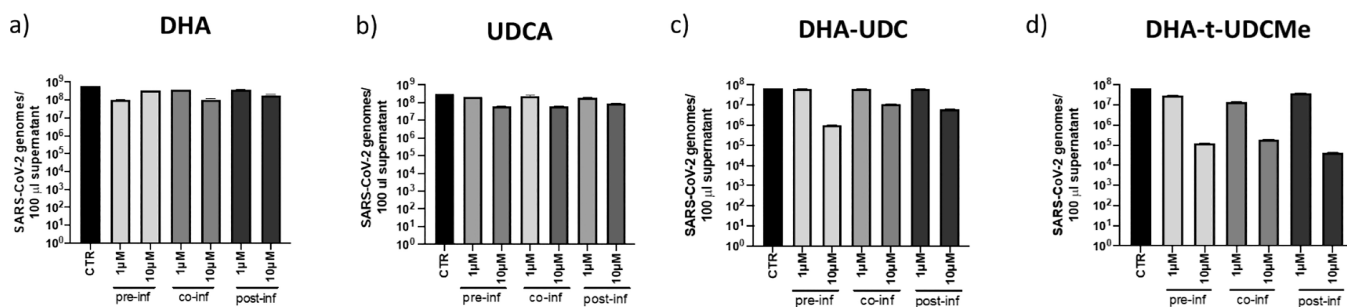 a)
DHA
SARS-CoV-2 genomes/
100 µl supernatant
10⁹
10⁸
10⁷
10⁶
10⁵
10⁴
10³
10²
10¹
10⁰
CTR
1µM
10µM
1µM
10µM
1µM
10µM
pre-inf
co-inf
post-inf
b)
UDCA
SARS-CoV-2 genomes/
100 ul supernatant
10⁹
10⁸
10⁷
10⁶
10⁵
10⁴
10³
10²
10¹
10⁰
CTR
1µM
10µM
1µM
10µM
1µM
10µM
pre-inf
co-inf
post-inf
c)
DHA-UDC
SARS-CoV-2 genomes/
100 µl supernatant
10⁸
10⁷
10⁶
10⁵
10⁴
10³
10²
10¹
10⁰
CTR
1µM
10µM
1µM
10µM
1µM
10µM
pre-inf
co-inf
post-inf
d)
DHA-t-UDCMe
SARS-CoV-2 genomes/
100 µl supernatant
10⁸
10⁷
10⁶
10⁵
10⁴
10³
10²
10¹
10⁰
CTR
1µM
10µM
1µM
10µM
1µM
10µM
pre-inf
co-inf
post-inf